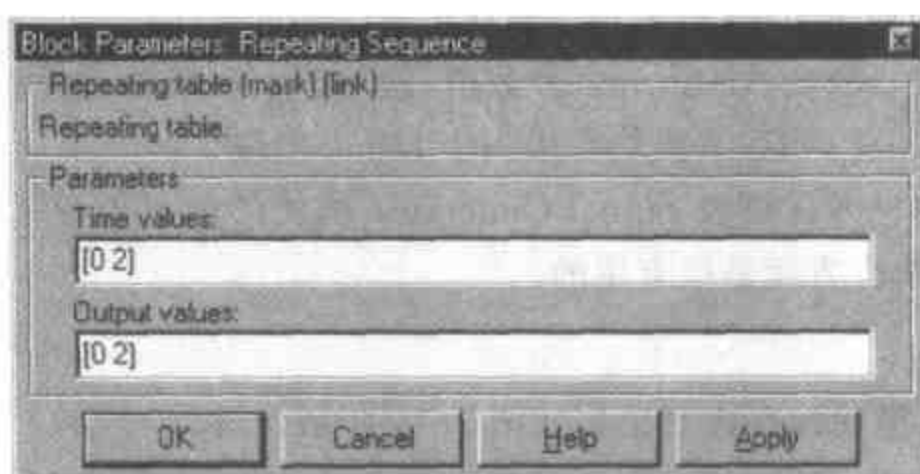 Block Parameters: Repeating Sequence
Repeating table (mask) (link)
Repeating table.
Parameters
Time values:
[0 2]
Output values:
[0 2]
OK Cancel Help Apply